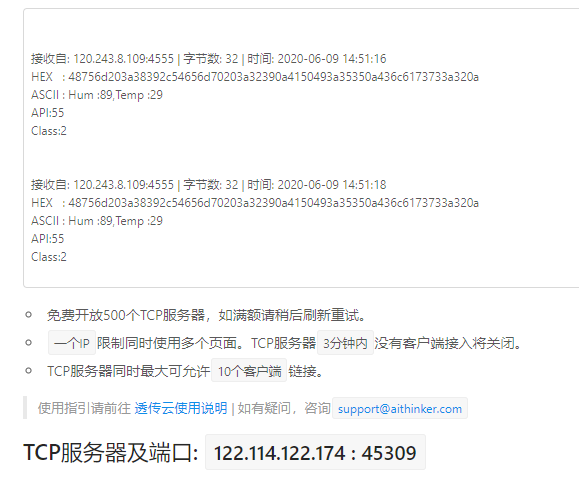 接收自: 120.243.8.109:4555 | 字节数: 32 | 时间: 2020-06-09 14:51:16
HEX : 48756d203a38392c54656d70203a32390a4150493a35350a436c6173733a320a
ASCII : Hum :89,Temp :29
API:55
Class:2
接收自: 120.243.8.109:4555 | 字节数: 32 | 时间: 2020-06-09 14:51:18
HEX : 48756d203a38392c54656d70203a32390a4150493a35350a436c6173733a320a
ASCII : Hum :89,Temp :29
API:55
Class:2
免费开放500个TCP服务器，如满额请稍后刷新重试。
一个IP 限制同时使用多个页面。TCP服务器 3分钟内 没有客户端接入将关闭。
TCP服务器同时最大可允许 10个客户端 链接。
使用指引请前往 透传云使用说明 | 如有疑问，咨询 support@aithinker.com
TCP服务器及端口: 122.114.122.174 : 45309